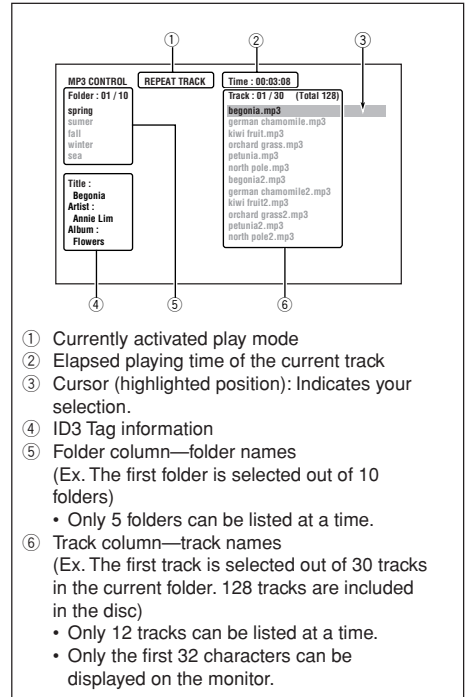 ① ② ③
MP3 CONTROL REPEAT TRACK Time : 00:03:08
Folder : 01 / 10 Track : 01 / 30 (Total 128)
spring
sumer
fall
winter
sea
begonia.mp3
german chamomile.mp3
kiwi fruit.mp3
orchard grass.mp3
petunia.mp3
north pole.mp3
begonia2.mp3
german chamomile2.mp3
kiwi fruit2.mp3
orchard grass2.mp3
petunia2.mp3
north pole2.mp3
Title :
Begonia
Artist :
Annie Lim
Album :
Flowers
④ ⑤ ⑥
① Currently activated play mode
② Elapsed playing time of the current track
③ Cursor (highlighted position): Indicates your
selection.
④ ID3 Tag information
⑤ Folder column—folder names
(Ex. The first folder is selected out of 10
folders)
• Only 5 folders can be listed at a time.
⑥ Track column—track names
(Ex. The first track is selected out of 30 tracks
in the current folder. 128 tracks are included
in the disc)
• Only 12 tracks can be listed at a time.
• Only the first 32 characters can be
displayed on the monitor.